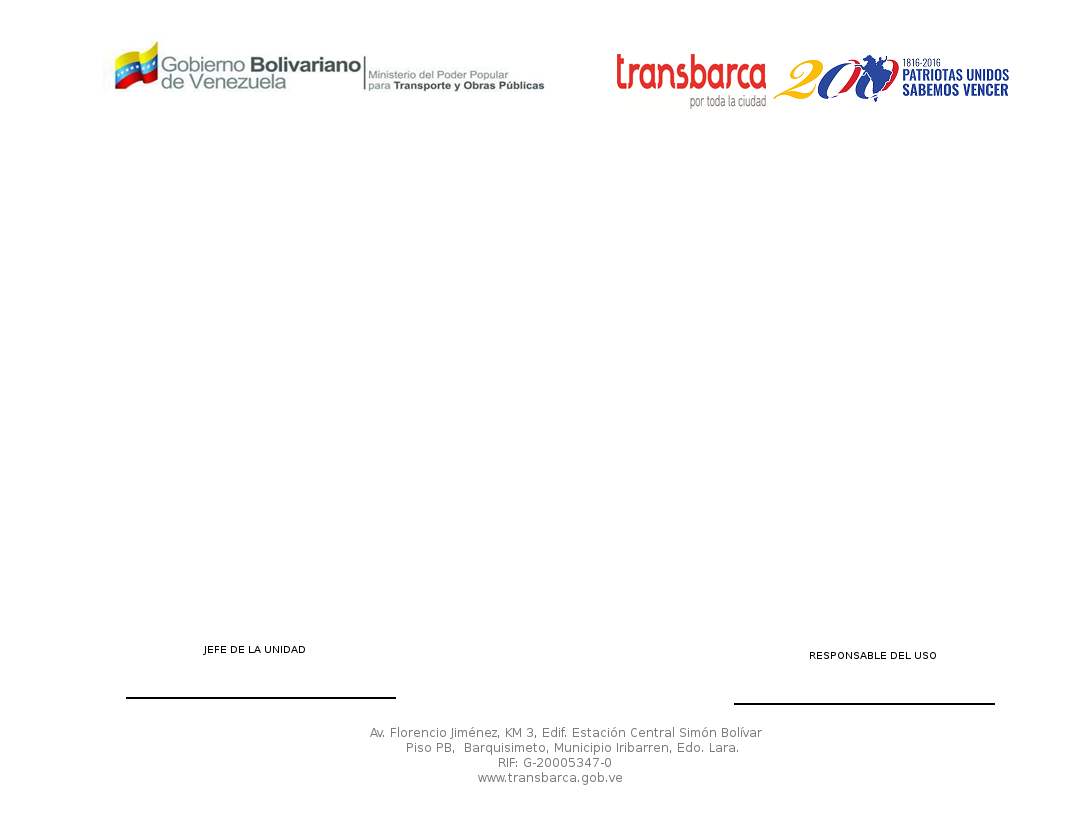 Gobierno Bolivariano
de Venezuela
Ministerio del Poder Popular
para Transporte y Obras Públicas
transbarca
por toda la ciudad
200
1816-2016
PATRIOTAS UNIDOS
SABEMOS VENCER
JEFE DE LA UNIDAD
RESPONSABLE DEL USO
Av. Florencio Jiménez, KM 3, Edif. Estación Central Simón Bolívar
Piso PB,  Barquisimeto, Municipio Iribarren, Edo. Lara.
RIF: G-20005347-0
www.transbarca.gob.ve